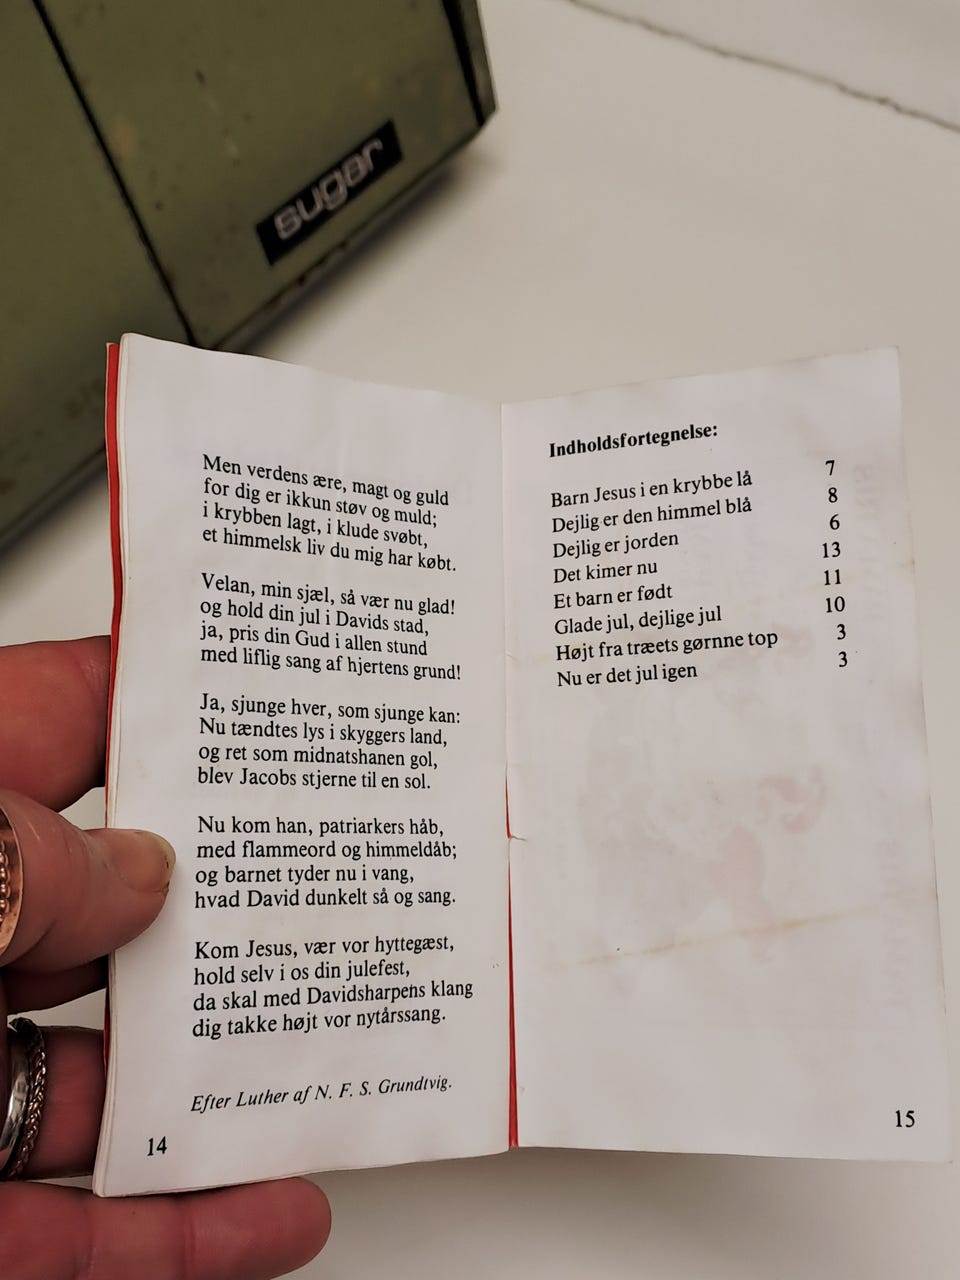 sugar
Men verdens ære, magt og guld
for dig er ikkun støv og muld;
i krybben lagt, i klude svøbt,
et himmelsk liv du mig har købt.
Velan, min sjæl, så vær nu glad!
og hold din jul i Davids stad,
ja, pris din Gud i allen stund
med liflig sang af hjertens grund!
Ja, sjunge hver, som sjunge kan:
Nu tændtes lys i skyggers land,
og ret som midnatshanen gol,
blev Jacobs stjerne til en sol.
Nu kom han, patriarkers håb,
med flammeord og himmeldåb;
og barnet tyder nu i vang,
hvad David dunkelt så og sang.
Kom Jesus, vær vor hyttegæst,
hold selv i os din julefest,
da skal med Davidsharpens klang
dig takke højt vor nytårssang.
Efter Luther af N. F. S. Grundtvig.
14
Indholdsfortegnelse:
Barn Jesus i en krybbe lå 7
Dejlig er den himmel blå 8
Dejlig er jorden 6
Det kimer nu 13
Et barn er født 11
Glade jul, dejlige jul 10
Højt fra træets gørnne top 3
Nu er det jul igen 3
15